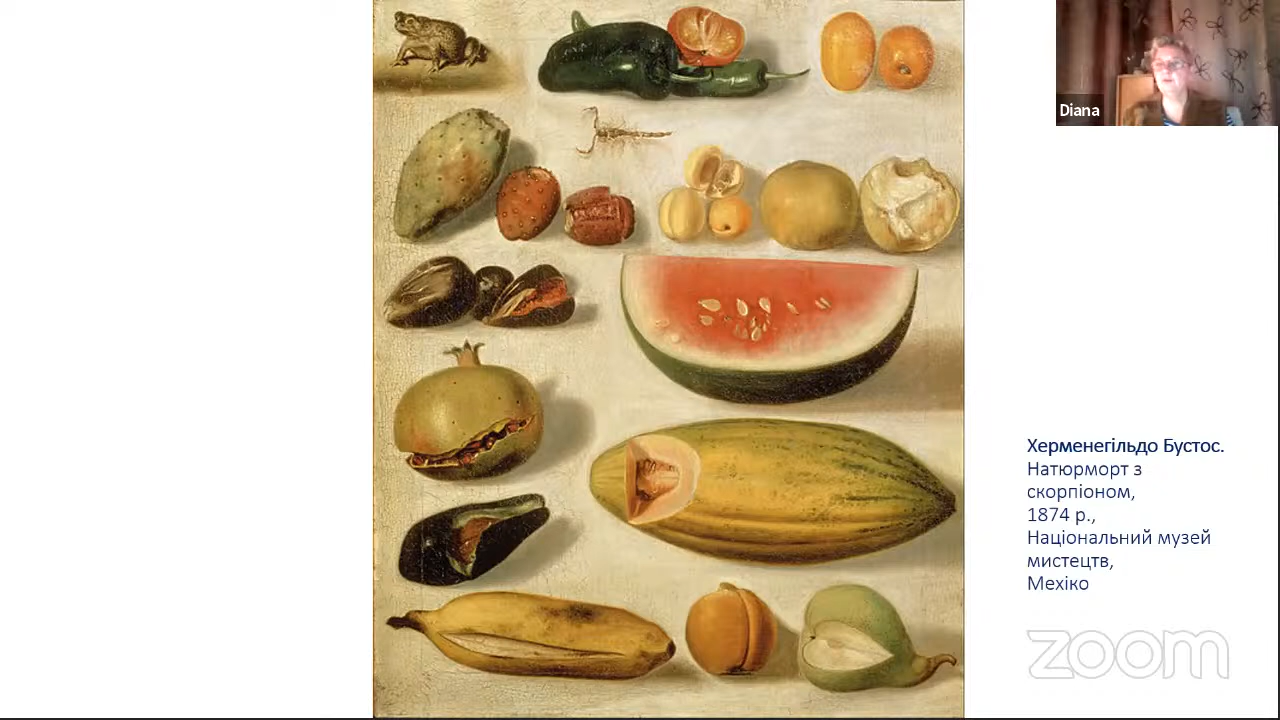 Diana
Херменегільдо Бустос.
Натюрморт з
скорпіоном,
1874 р.,
Національний музей
мистецтв,
Мехіко
zoom